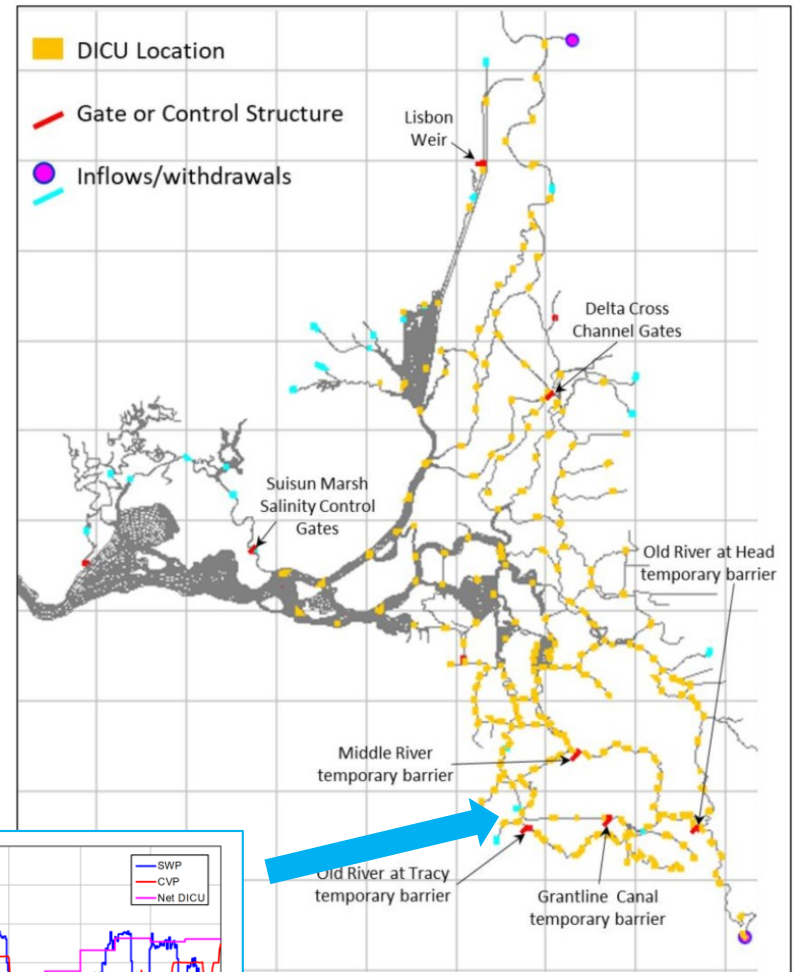 DICU Location
Gate or Control Structure
Inflows/withdrawals
Lisbon
Weir
Delta Cross
Channel Gates
Suisun Marsh
Salinity Control
Gates
Old River at Head
temporary barrier
Middle River
temporary barrier
Old River at Tracy
temporary barrier
Grantline Canal
temporary barrier
SWP
CVP
Net DICU